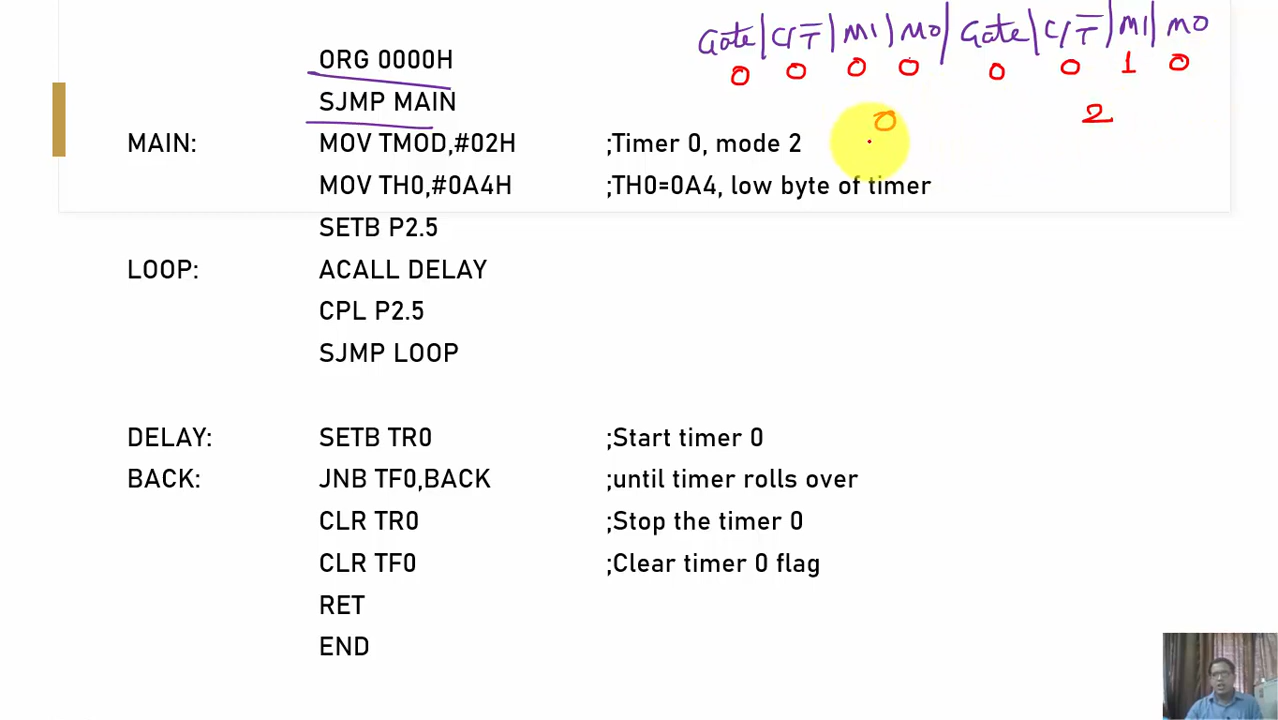 Gate | C/T̅ | M1 | M0 | Gate | C/T̅ | M1 | M0
0 0 0 0 0 0 1 0
0 2
ORG 0000H
SJMP MAIN
MAIN: MOV TMOD,#02H ;Timer 0, mode 2
MOV TH0,#0A4H ;TH0=0A4, low byte of timer
SETB P2.5
LOOP: ACALL DELAY
CPL P2.5
SJMP LOOP
DELAY: SETB TR0 ;Start timer 0
BACK: JNB TF0,BACK ;until timer rolls over
CLR TR0 ;Stop the timer 0
CLR TF0 ;Clear timer 0 flag
RET
END